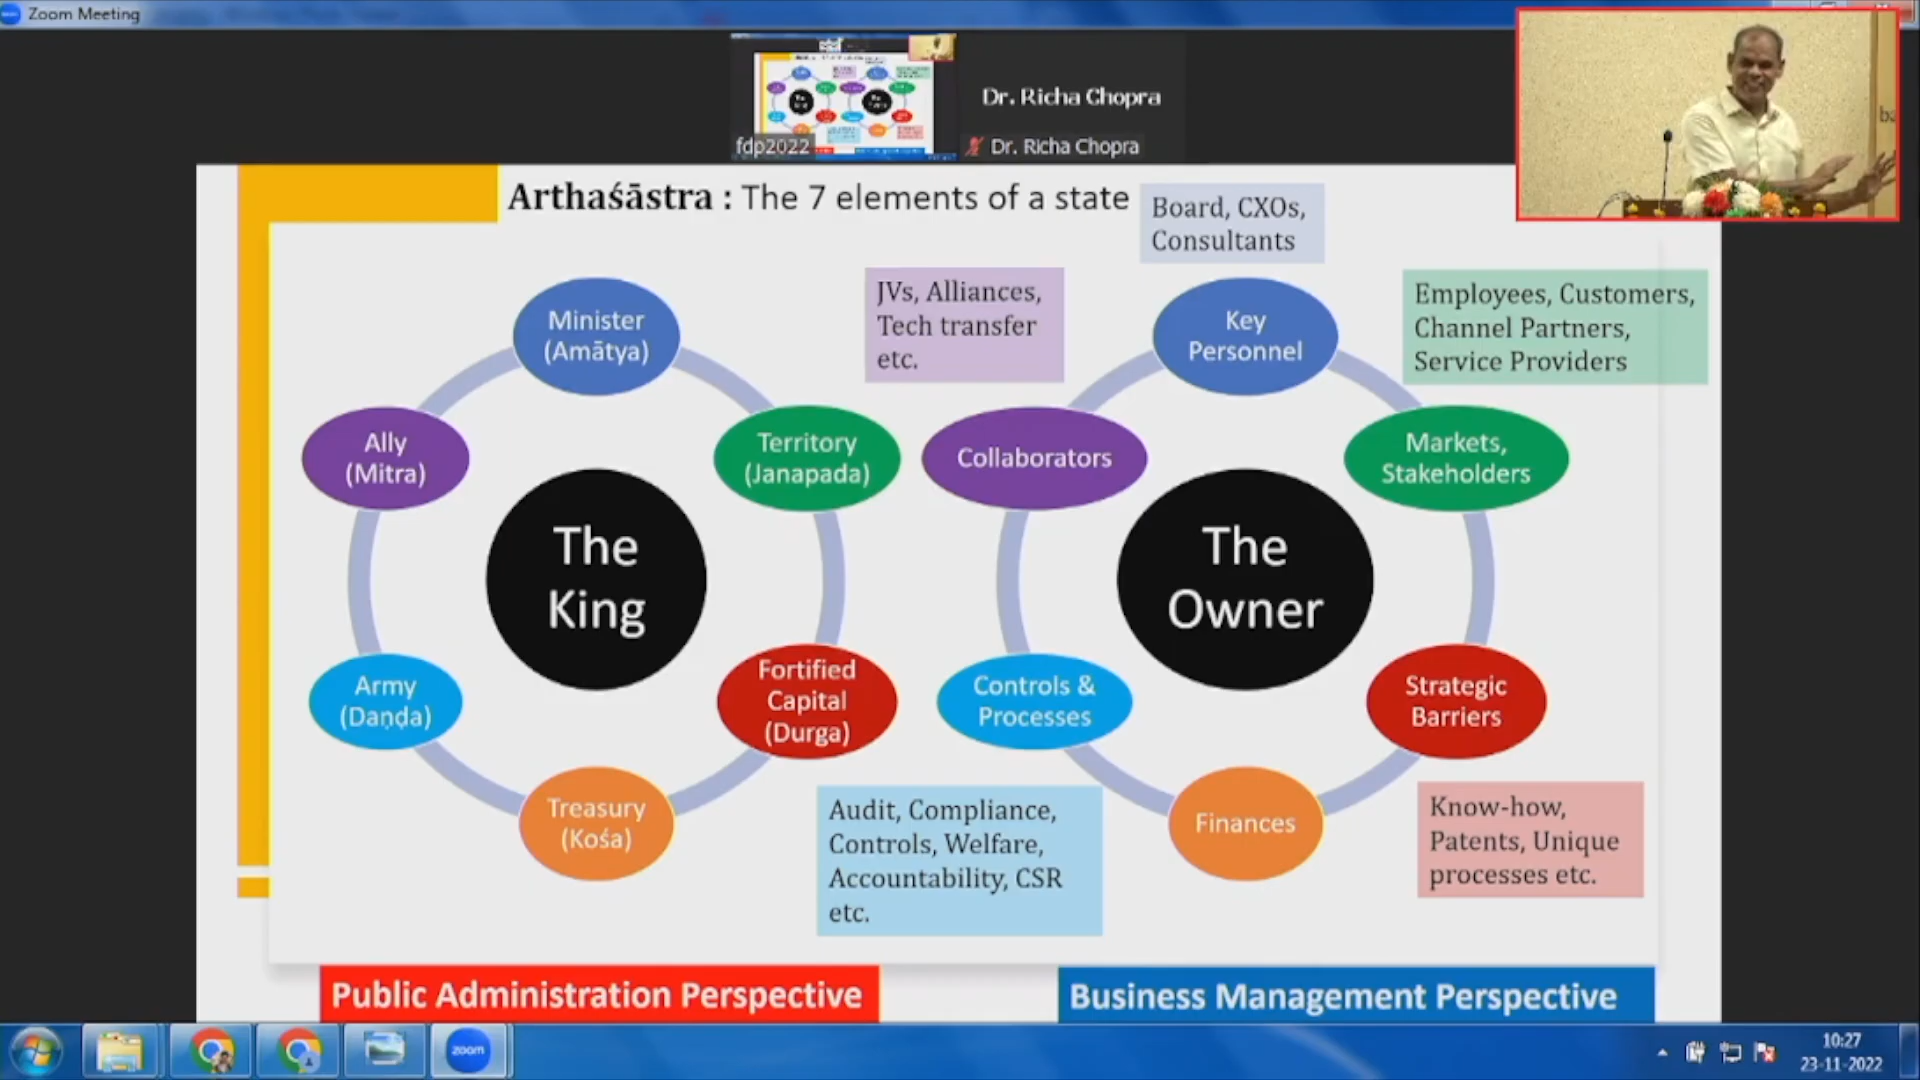 Zoom Meeting
fdp2022
Dr. Richa Chopra
Dr. Richa Chopra
Arthaśāstra : The 7 elements of a state
Board, CXOs,
Consultants
JVs, Alliances,
Tech transfer
etc.
Employees, Customers,
Channel Partners,
Service Providers
Minister
(Amātya)
Ally
(Mitra)
Territory
(Janapada)
The
King
Army
(Daṇḍa)
Fortified
Capital
(Durga)
Treasury
(Kośa)
Key
Personnel
Collaborators
Markets,
Stakeholders
The
Owner
Controls &
Processes
Strategic
Barriers
Finances
Audit, Compliance,
Controls, Welfare,
Accountability, CSR
etc.
Know-how,
Patents, Unique
processes etc.
Public Administration Perspective
Business Management Perspective
zoom
10:27
23-11-2022